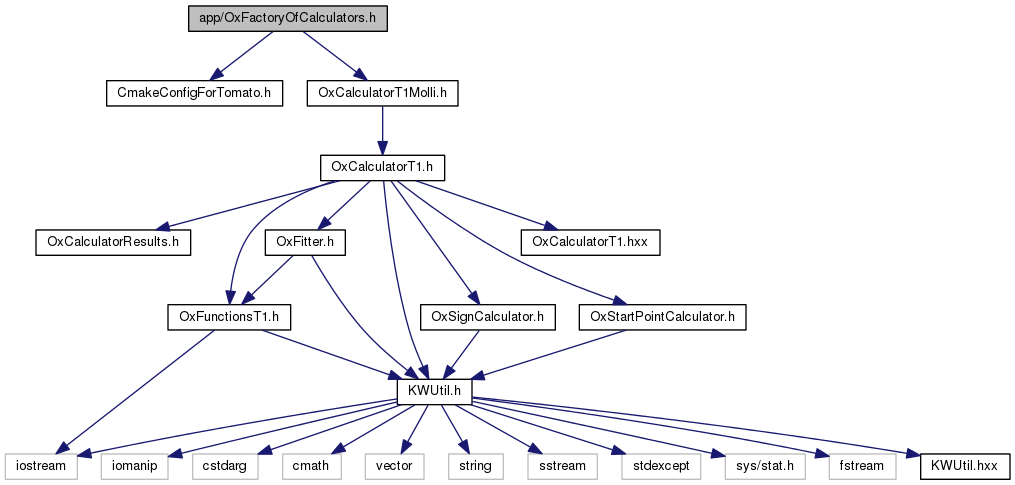 app/OxFactoryOfCalculators.h
CmakeConfigForTomato.h
OxCalculatorT1Molli.h
OxCalculatorT1.h
OxCalculatorResults.h
OxFitter.h
OxCalculatorT1.hxx
OxFunctionsT1.h
OxSignCalculator.h
OxStartPointCalculator.h
KWUtil.h
iostream
iomanip
cstdarg
cmath
vector
string
sstream
stdexcept
sys/stat.h
fstream
KWUtil.hxx